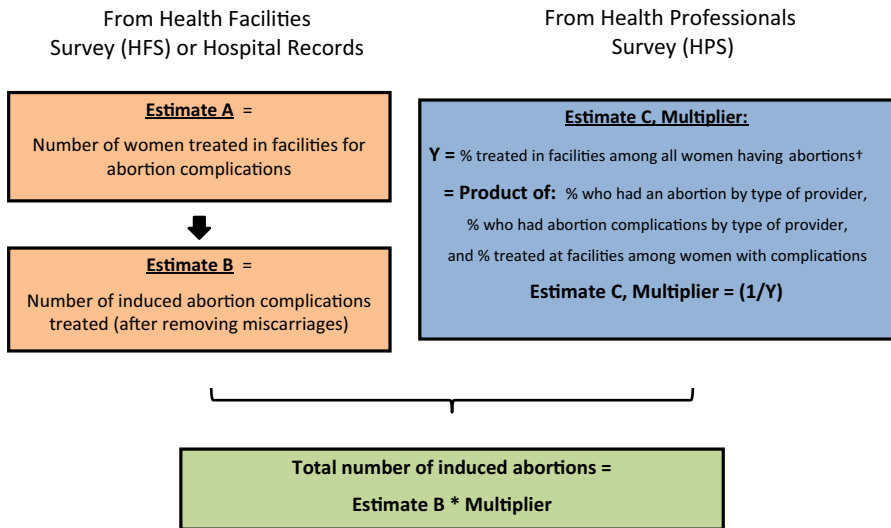 From Health Facilities
Survey (HFS) or Hospital Records
Estimate A =
Number of women treated in facilities for
abortion complications
Estimate B =
Number of induced abortion complications
treated (after removing miscarriages)
From Health Professionals
Survey (HPS)
Estimate C, Multiplier:
Y = % treated in facilities among all women having abortions†
= Product of: % who had an abortion by type of provider,
% who had abortion complications by type of provider,
and % treated at facilities among women with complications
Estimate C, Multiplier = (1/Y)
Total number of induced abortions =
Estimate B * Multiplier